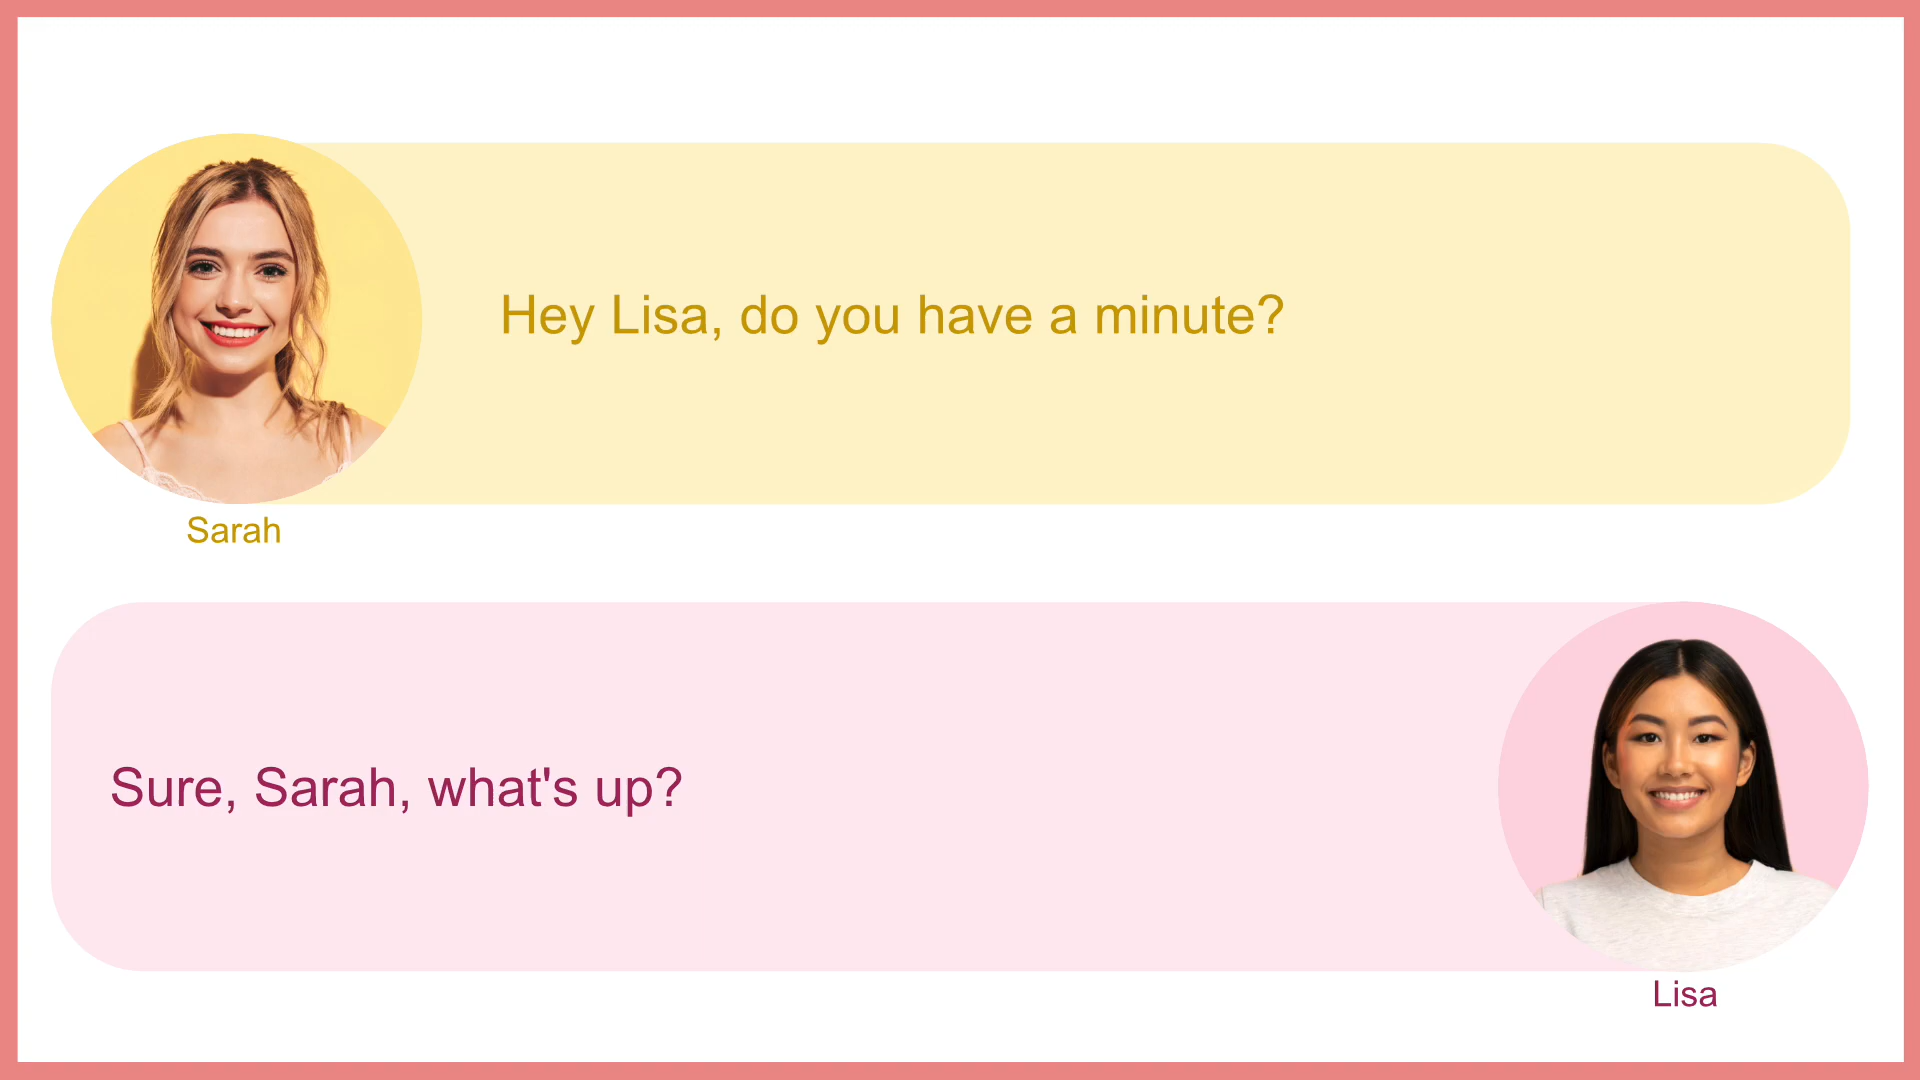 Hey Lisa, do you have a minute?
Sarah
Sure, Sarah, what's up?
Lisa